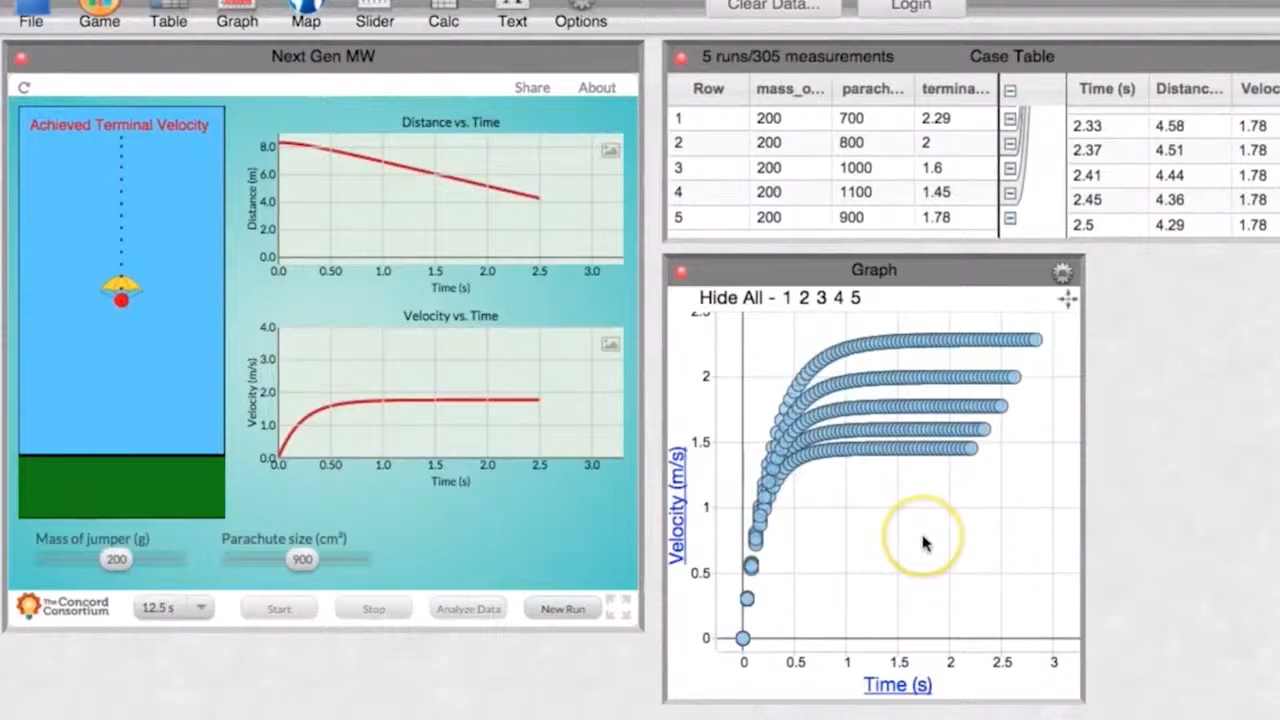 File Game Table Graph Map Slider Calc Text Options
Clear Data... Login
Next Gen MW
Share About
Achieved Terminal Velocity
Distance vs. Time
Distance (m)
8.0
6.0
4.0
2.0
0.0
0.0 0.50 1.0 1.5 2.0 2.5 3.0
Time (s)
Velocity vs. Time
Velocity (m/s)
4.0
3.0
2.0
1.0
0.0
0.0 0.50 1.0 1.5 2.0 2.5 3.0
Time (s)
Mass of jumper (g) Parachute size (cm²)
200 900
The Concord Consortium
12.5 s Start Stop Analyze Data New Run
5 runs/305 measurements Case Table
Row mass_o... parach... termina...
1 200 700 2.29
2 200 800 2
3 200 1000 1.6
4 200 1100 1.45
5 200 900 1.78
Time (s) Distanc... Veloc
2.33 4.58 1.78
2.37 4.51 1.78
2.41 4.44 1.78
2.45 4.36 1.78
2.5 4.29 1.78
Graph
Hide All - 1 2 3 4 5
Velocity (m/s)
2.5
2
1.5
1
0.5
0
0 0.5 1 1.5 2 2.5 3
Time (s)